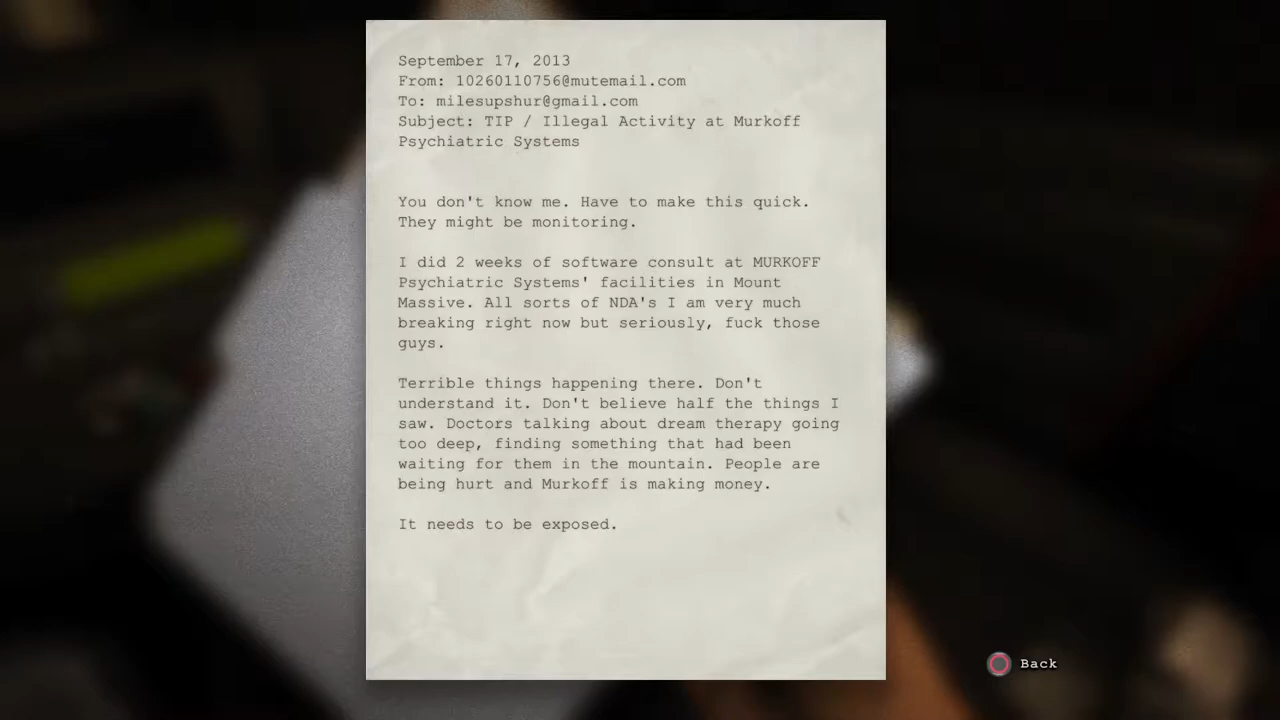 September 17, 2013
From: 10260110756@mutemail.com
To: milesupshur@gmail.com
Subject: TIP / Illegal Activity at Murkoff
Psychiatric Systems
You don't know me. Have to make this quick.
They might be monitoring.
I did 2 weeks of software consult at MURKOFF
Psychiatric Systems' facilities in Mount
Massive. All sorts of NDA's I am very much
breaking right now but seriously, fuck those
guys.
Terrible things happening there. Don't
understand it. Don't believe half the things I
saw. Doctors talking about dream therapy going
too deep, finding something that had been
waiting for them in the mountain. People are
being hurt and Murkoff is making money.
It needs to be exposed.
Back